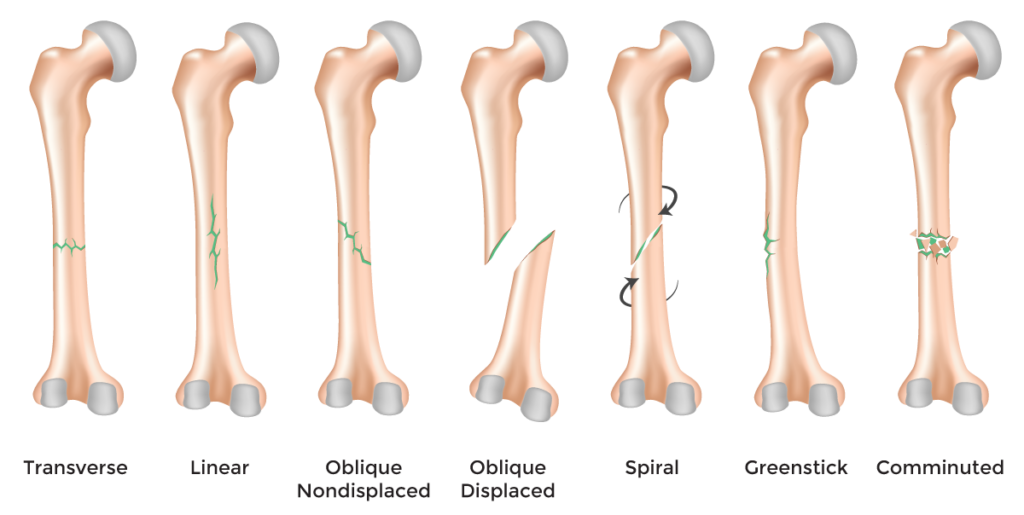 Transverse
Linear
Oblique
Nondisplaced
Oblique
Displaced
Spiral
Greenstick
Comminuted